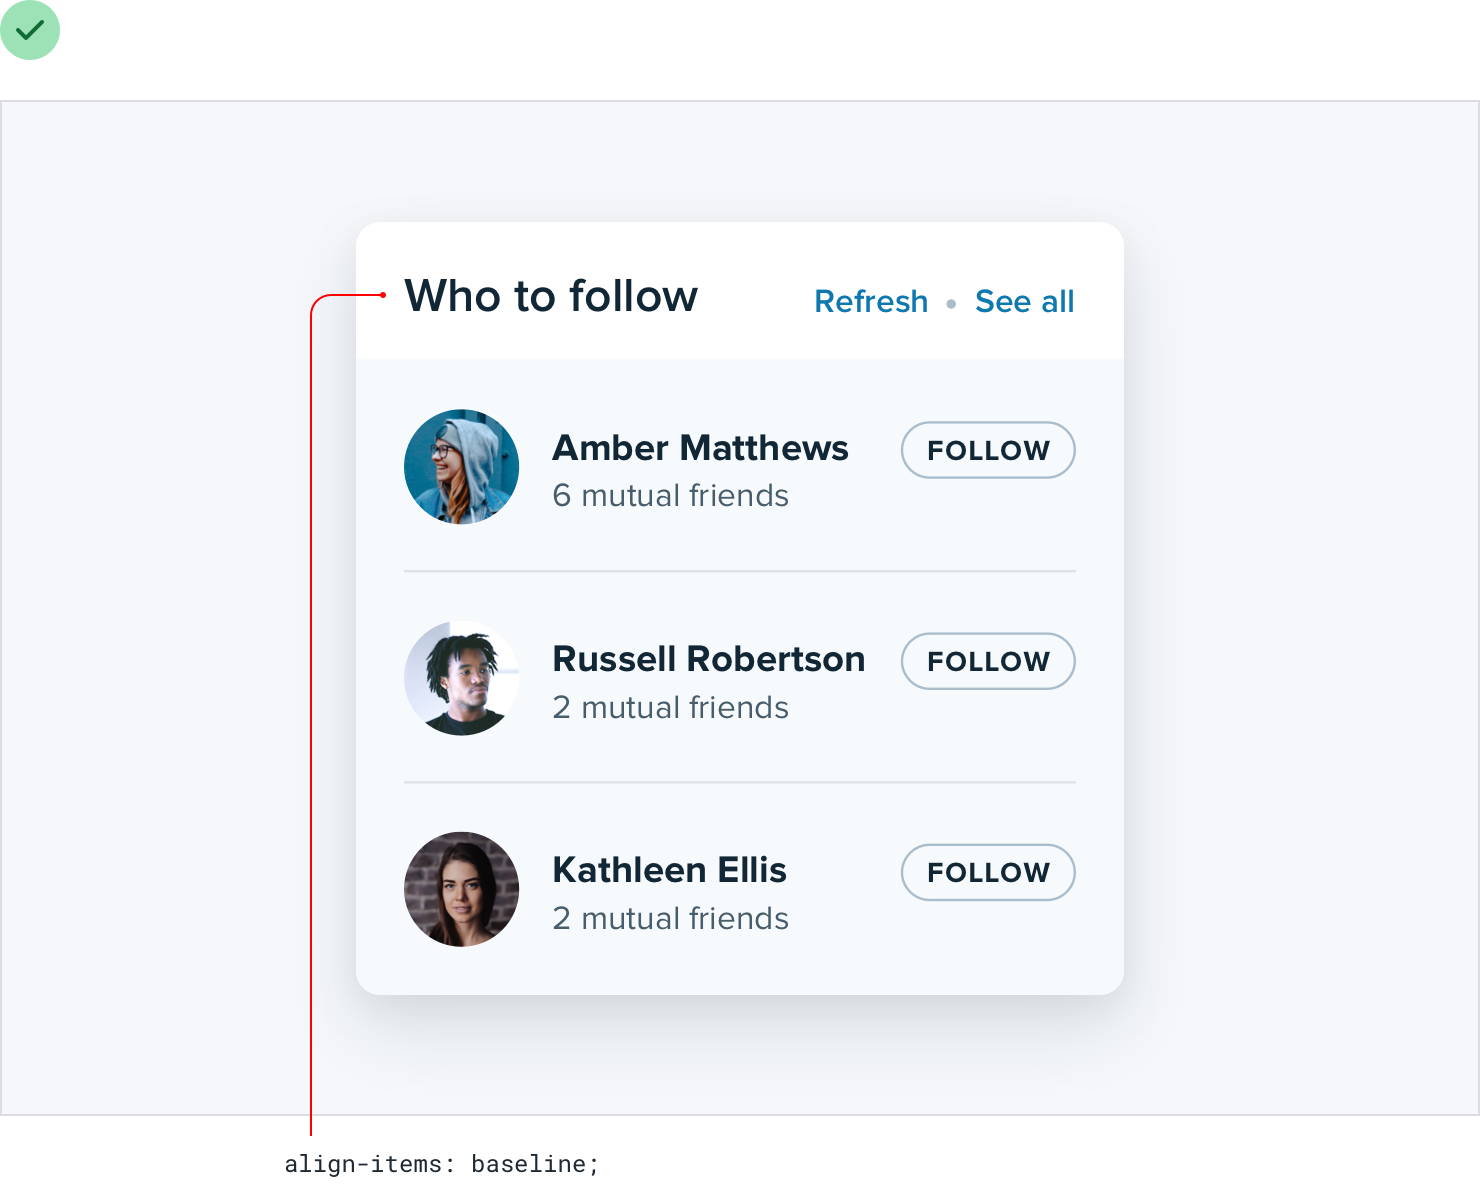 Who to follow
Refresh • See all
Amber Matthews
FOLLOW
6 mutual friends
Russell Robertson
FOLLOW
2 mutual friends
Kathleen Ellis
FOLLOW
2 mutual friends
align-items: baseline;